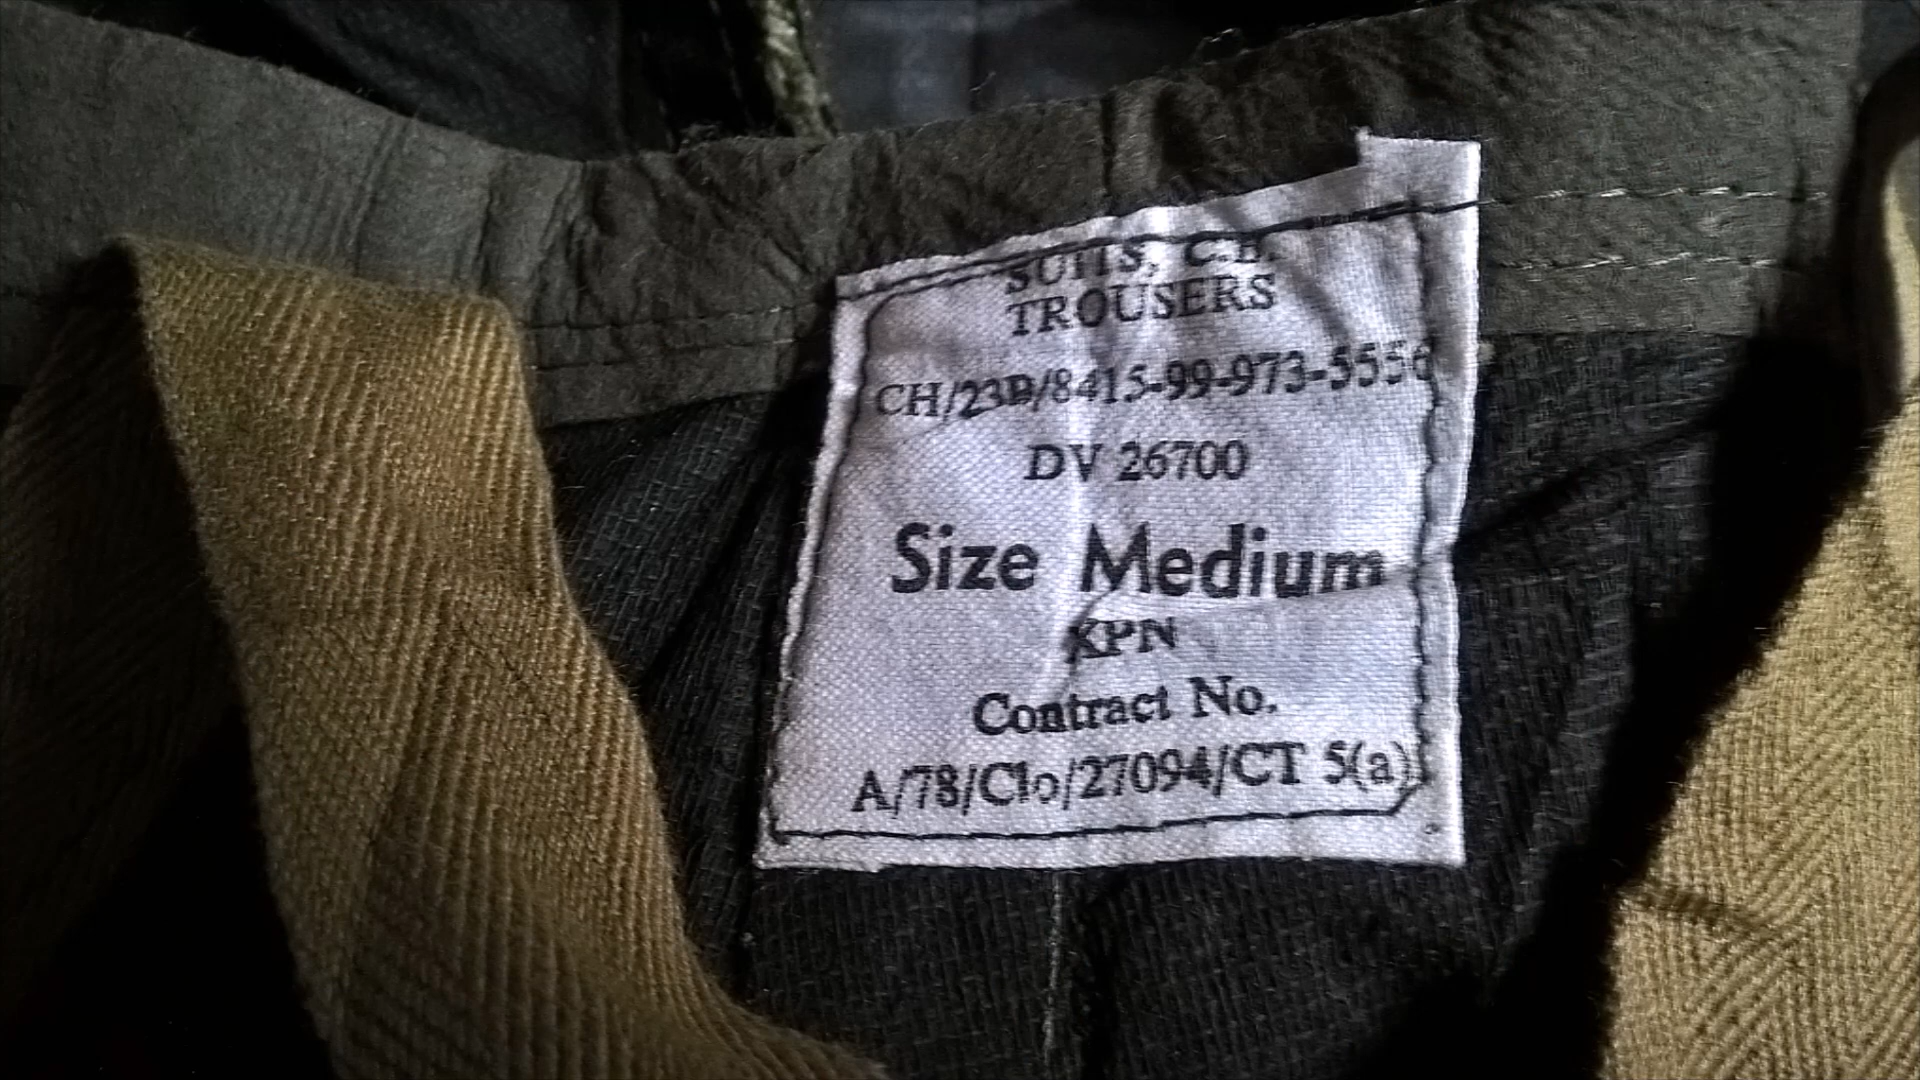 SUITS, C.B.
TROUSERS
CH/23B/8415-99-973-5556
DV 26700
Size Medium
KPN
Contract No.
A/78/Clo/27094/CT 5(a)